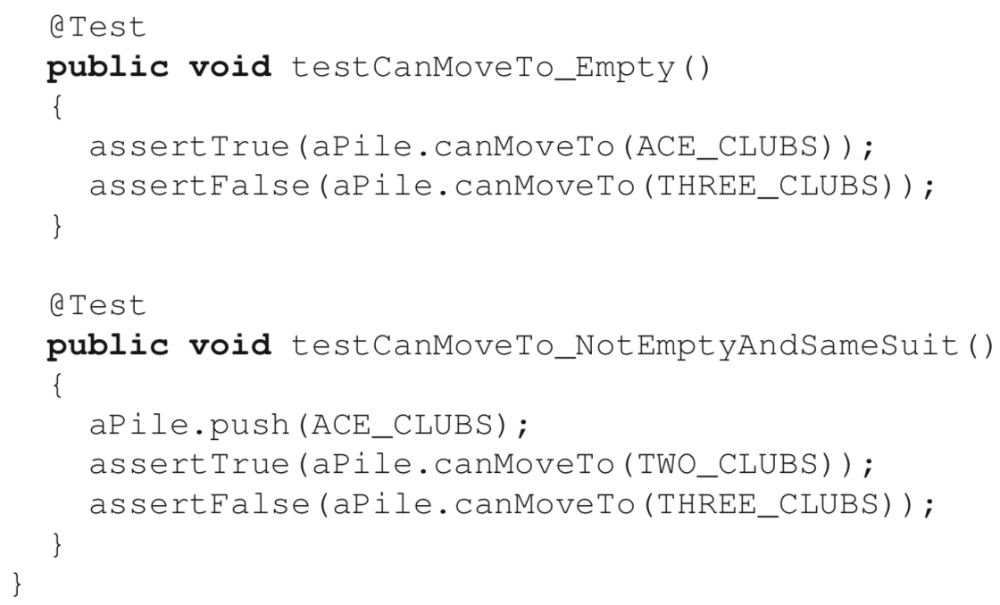 @Test
public void testCanMoveTo_Empty()
{
assertTrue(aPile.canMoveTo(ACE_CLUBS));
assertFalse(aPile.canMoveTo(THREE_CLUBS));
}
@Test
public void testCanMoveTo_NotEmptyAndSameSuit()
{
aPile.push(ACE_CLUBS);
assertTrue(aPile.canMoveTo(TWO_CLUBS));
assertFalse(aPile.canMoveTo(THREE_CLUBS));
}
}